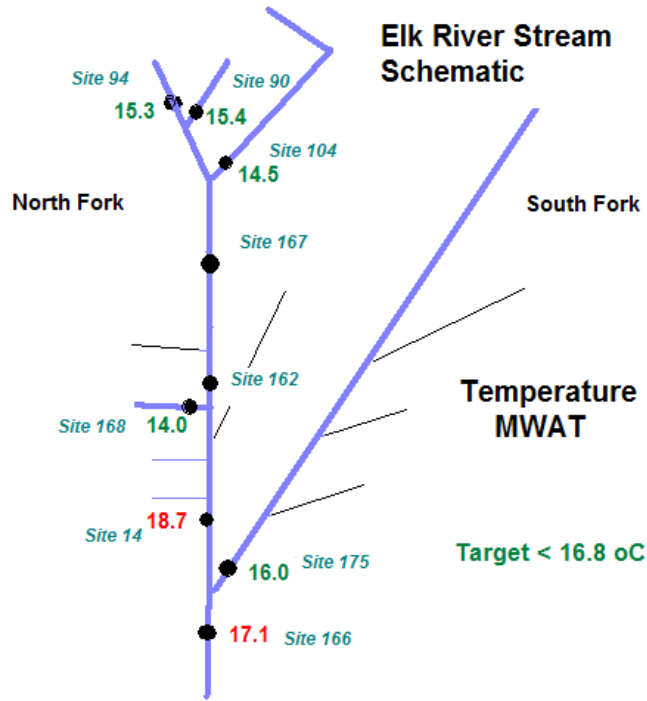 Elk River Stream
Schematic
Site 94
Site 90
15.3
15.4
Site 104
14.5
North Fork
South Fork
Site 167
Site 162
Temperature
MWAT
Site 168
14.0
18.7
Site 14
Site 175
16.0
Target < 16.8 oC
17.1
Site 166